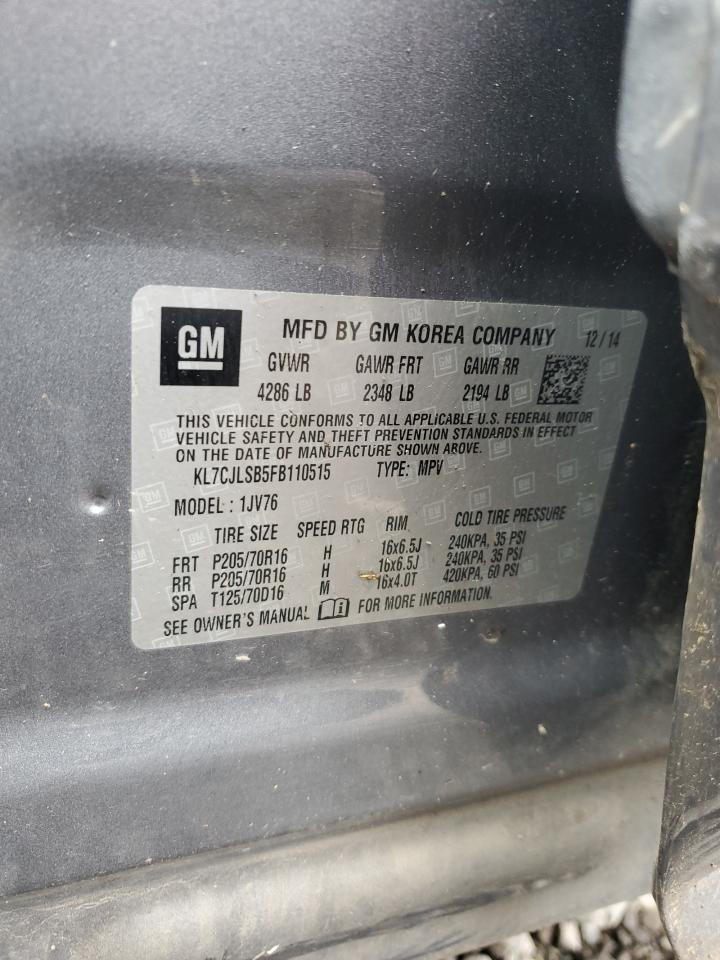 GM MFD BY GM KOREA COMPANY 12 / 14
GVWR GAWR FRT GAWR RR
4286 LB 2348 LB 2194 LB
THIS VEHICLE CONFORMS TO ALL APPLICABLE U.S. FEDERAL MOTOR
VEHICLE SAFETY AND THEFT PREVENTION STANDARDS IN EFFECT
ON THE DATE OF MANUFACTURE SHOWN ABOVE.
KL7CJLSB5FB110515 TYPE: MPV
MODEL : 1JV76
TIRE SIZE SPEED RTG RIM COLD TIRE PRESSURE
FRT P205/70R16 H 16x6.5J 240KPA, 35 PSI
RR P205/70R16 H 16x6.5J 240KPA, 35 PSI
SPA T125/70D16 M 16x4.0T 420KPA, 60 PSI
SEE OWNER'S MANUAL FOR MORE INFORMATION.